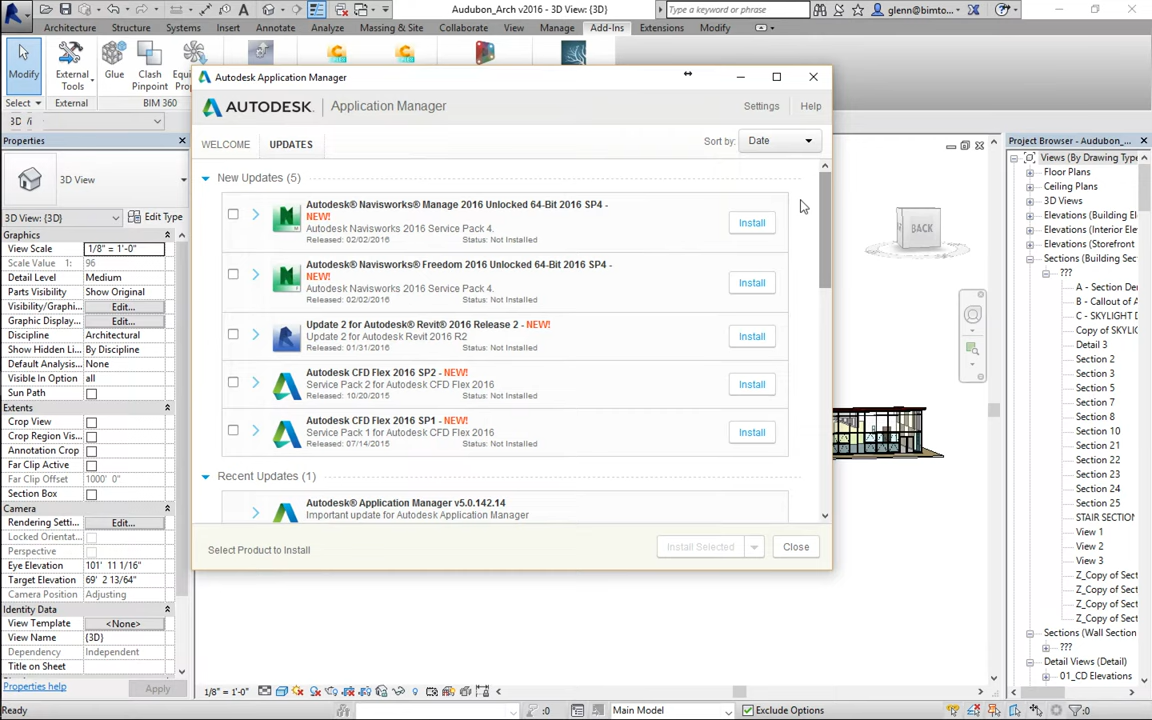 Audubon_Arch v2016 - 3D View: {3D}
Type a keyword or phrase
glenn@bimto...
Architecture Structure Systems Insert Annotate Analyze Massing & Site Collaborate View Manage Add-Ins Extensions Modify
Modify
External
Tools
Glue
Clash
Pinpoint
Select
External
BIM 360
Properties
3D View
3D View: {3D}
Edit Type
Graphics
View Scale 1/8" = 1'-0"
Scale Value 1: 96
Detail Level Medium
Parts Visibility Show Original
Visibility/Graphi... Edit...
Graphic Display... Edit...
Discipline Architectural
Show Hidden Li... By Discipline
Default Analysis... None
Visible In Option all
Sun Path
Extents
Crop View
Crop Region Vis...
Annotation Crop
Far Clip Active
Far Clip Offset 1000' 0"
Section Box
Camera
Rendering Setti... Edit...
Locked Orientat...
Perspective
Eye Elevation 101' 11 1/16"
Target Elevation 69' 2 13/64"
Camera Position Adjusting
Identity Data
View Template <None>
View Name {3D}
Dependency Independent
Title on Sheet
Properties help
Apply
Autodesk Application Manager
AUTODESK. Application Manager
Settings Help
WELCOME UPDATES
Sort by: Date
New Updates (5)
Autodesk® Navisworks® Manage 2016 Unlocked 64-Bit 2016 SP4 -
NEW!
Autodesk Navisworks 2016 Service Pack 4.
Released: 02/02/2016 Status: Not Installed
Install
Autodesk® Navisworks® Freedom 2016 Unlocked 64-Bit 2016 SP4 -
NEW!
Autodesk Navisworks 2016 Service Pack 4.
Released: 02/02/2016 Status: Not Installed
Install
Update 2 for Autodesk® Revit® 2016 Release 2 - NEW!
Update 2 for Autodesk Revit 2016 R2
Released: 01/31/2016 Status: Not Installed
Install
Autodesk CFD Flex 2016 SP2 - NEW!
Service Pack 2 for Autodesk CFD Flex 2016
Released: 10/20/2015 Status: Not Installed
Install
Autodesk CFD Flex 2016 SP1 - NEW!
Service Pack 1 for Autodesk CFD Flex 2016
Released: 07/14/2015 Status: Not Installed
Install
Recent Updates (1)
Autodesk® Application Manager v5.0.142.14
Important update for Autodesk Application Manager
Select Product to Install
Install Selected
Close
BACK
Project Browser - Audubon_...
Views (By Drawing Type
Floor Plans
Ceiling Plans
3D Views
Elevations (Building E
Elevations (Interior Ele
Elevations (Storefront
Sections (Building Sec
???
A - Section De
B - Callout of A
C - SKYLIGHT D
Copy of SKYLI
Detail 3
Section 2
Section 3
Section 5
Section 7
Section 8
Section 10
Section 21
Section 22
Section 23
Section 24
Section 25
STAIR SECTION
View 1
View 2
View 3
Z_Copy of Sect
Z_Copy of Sect
Z_Copy of Sect
Z_Copy of Sect
Sections (Wall Section
???
Detail Views (Detail)
01_CD Elevations
1/8" = 1'-0"
Ready
:0
Main Model
Exclude Options
:0